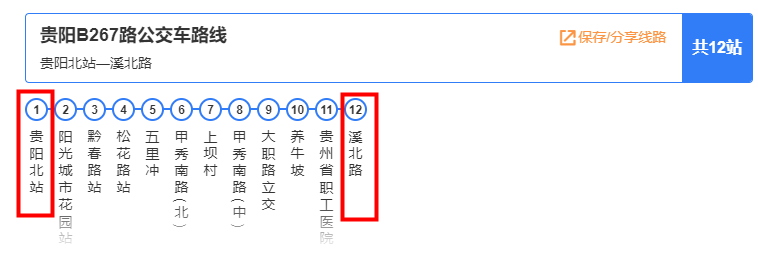 贵阳B267路公交车路线
保存/分享线路
共12站
贵阳北站—溪北路
1 2 3 4 5 6 7 8 9 10 11 12
贵阳北站
阳光城市花园站
黔春路站
松花路站
五里冲
甲秀南路(北)
上坝村
甲秀南路(中)
大职路立交
养牛坡
贵州省职工医院
溪北路